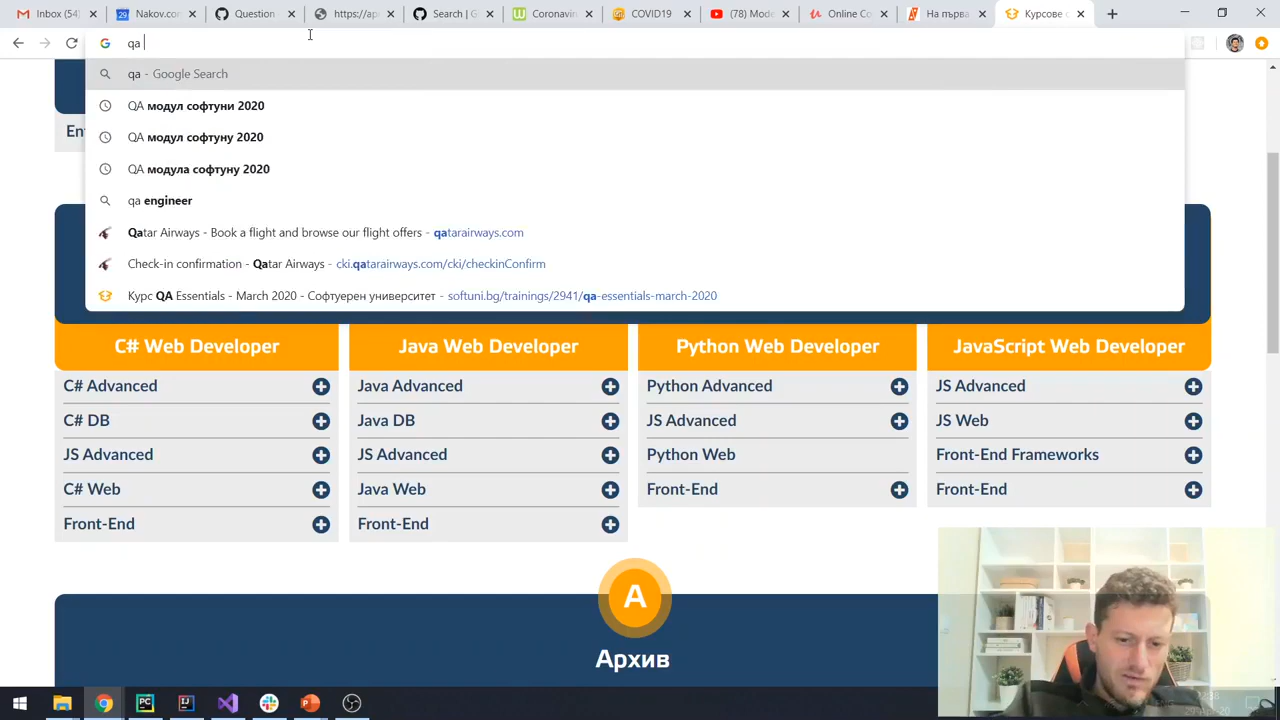 Inbox (54)
Nakov.co
Question
https://ap
Search | G
Coronavir
COVID19
(78) Mode
Online Co
На първа
Курсове с
qa
qa - Google Search
QA модул софтуни 2020
QA модул софтуну 2020
QA модула софтуну 2020
qa engineer
Qatar Airways - Book a flight and browse our flight offers - qatarairways.com
Check-in confirmation - Qatar Airways - cki.qatarairways.com/cki/checkinConfirm
Курс QA Essentials - March 2020 - Софтуерен университет - softuni.bg/trainings/2941/qa-essentials-march-2020
En
C# Web Developer
Java Web Developer
Python Web Developer
JavaScript Web Developer
C# Advanced
Java Advanced
Python Advanced
JS Advanced
C# DB
Java DB
JS Advanced
JS Web
JS Advanced
JS Advanced
Python Web
Front-End Frameworks
C# Web
Java Web
Front-End
Front-End
Front-End
Front-End
A
Архив